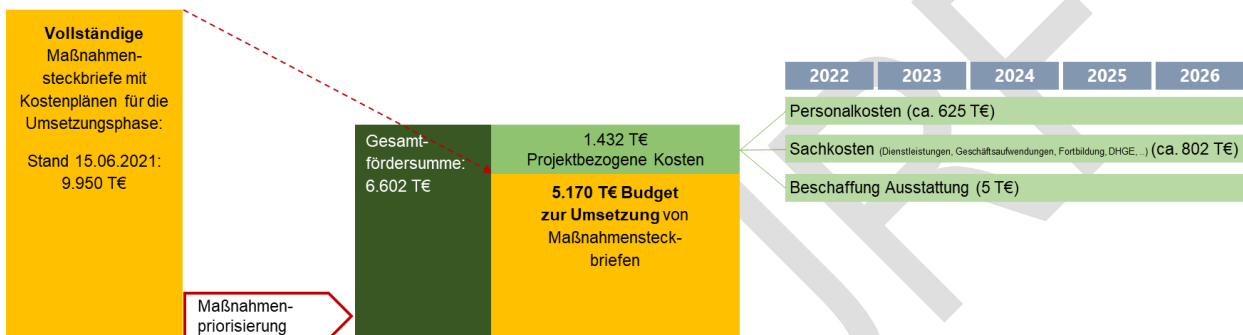 Vollständige
Maßnahmen-
steckbriefe mit
Kostenplänen für die
Umsetzungsphase:
Stand 15.06.2021:
9.950 T€
Maßnahmen-
priorisierung
Gesamt-
fördersumme:
6.602 T€
1.432 T€
Projektbezogene Kosten
5.170 T€ Budget
zur Umsetzung von
Maßnahmensteck-
briefen
2022 2023 2024 2025 2026
Personalkosten (ca. 625 T€)
Sachkosten (Dienstleistungen, Geschäftsaufwendungen, Fortbildung, DHGE, ..) (ca. 802 T€)
Beschaffung Ausstattung (5 T€)